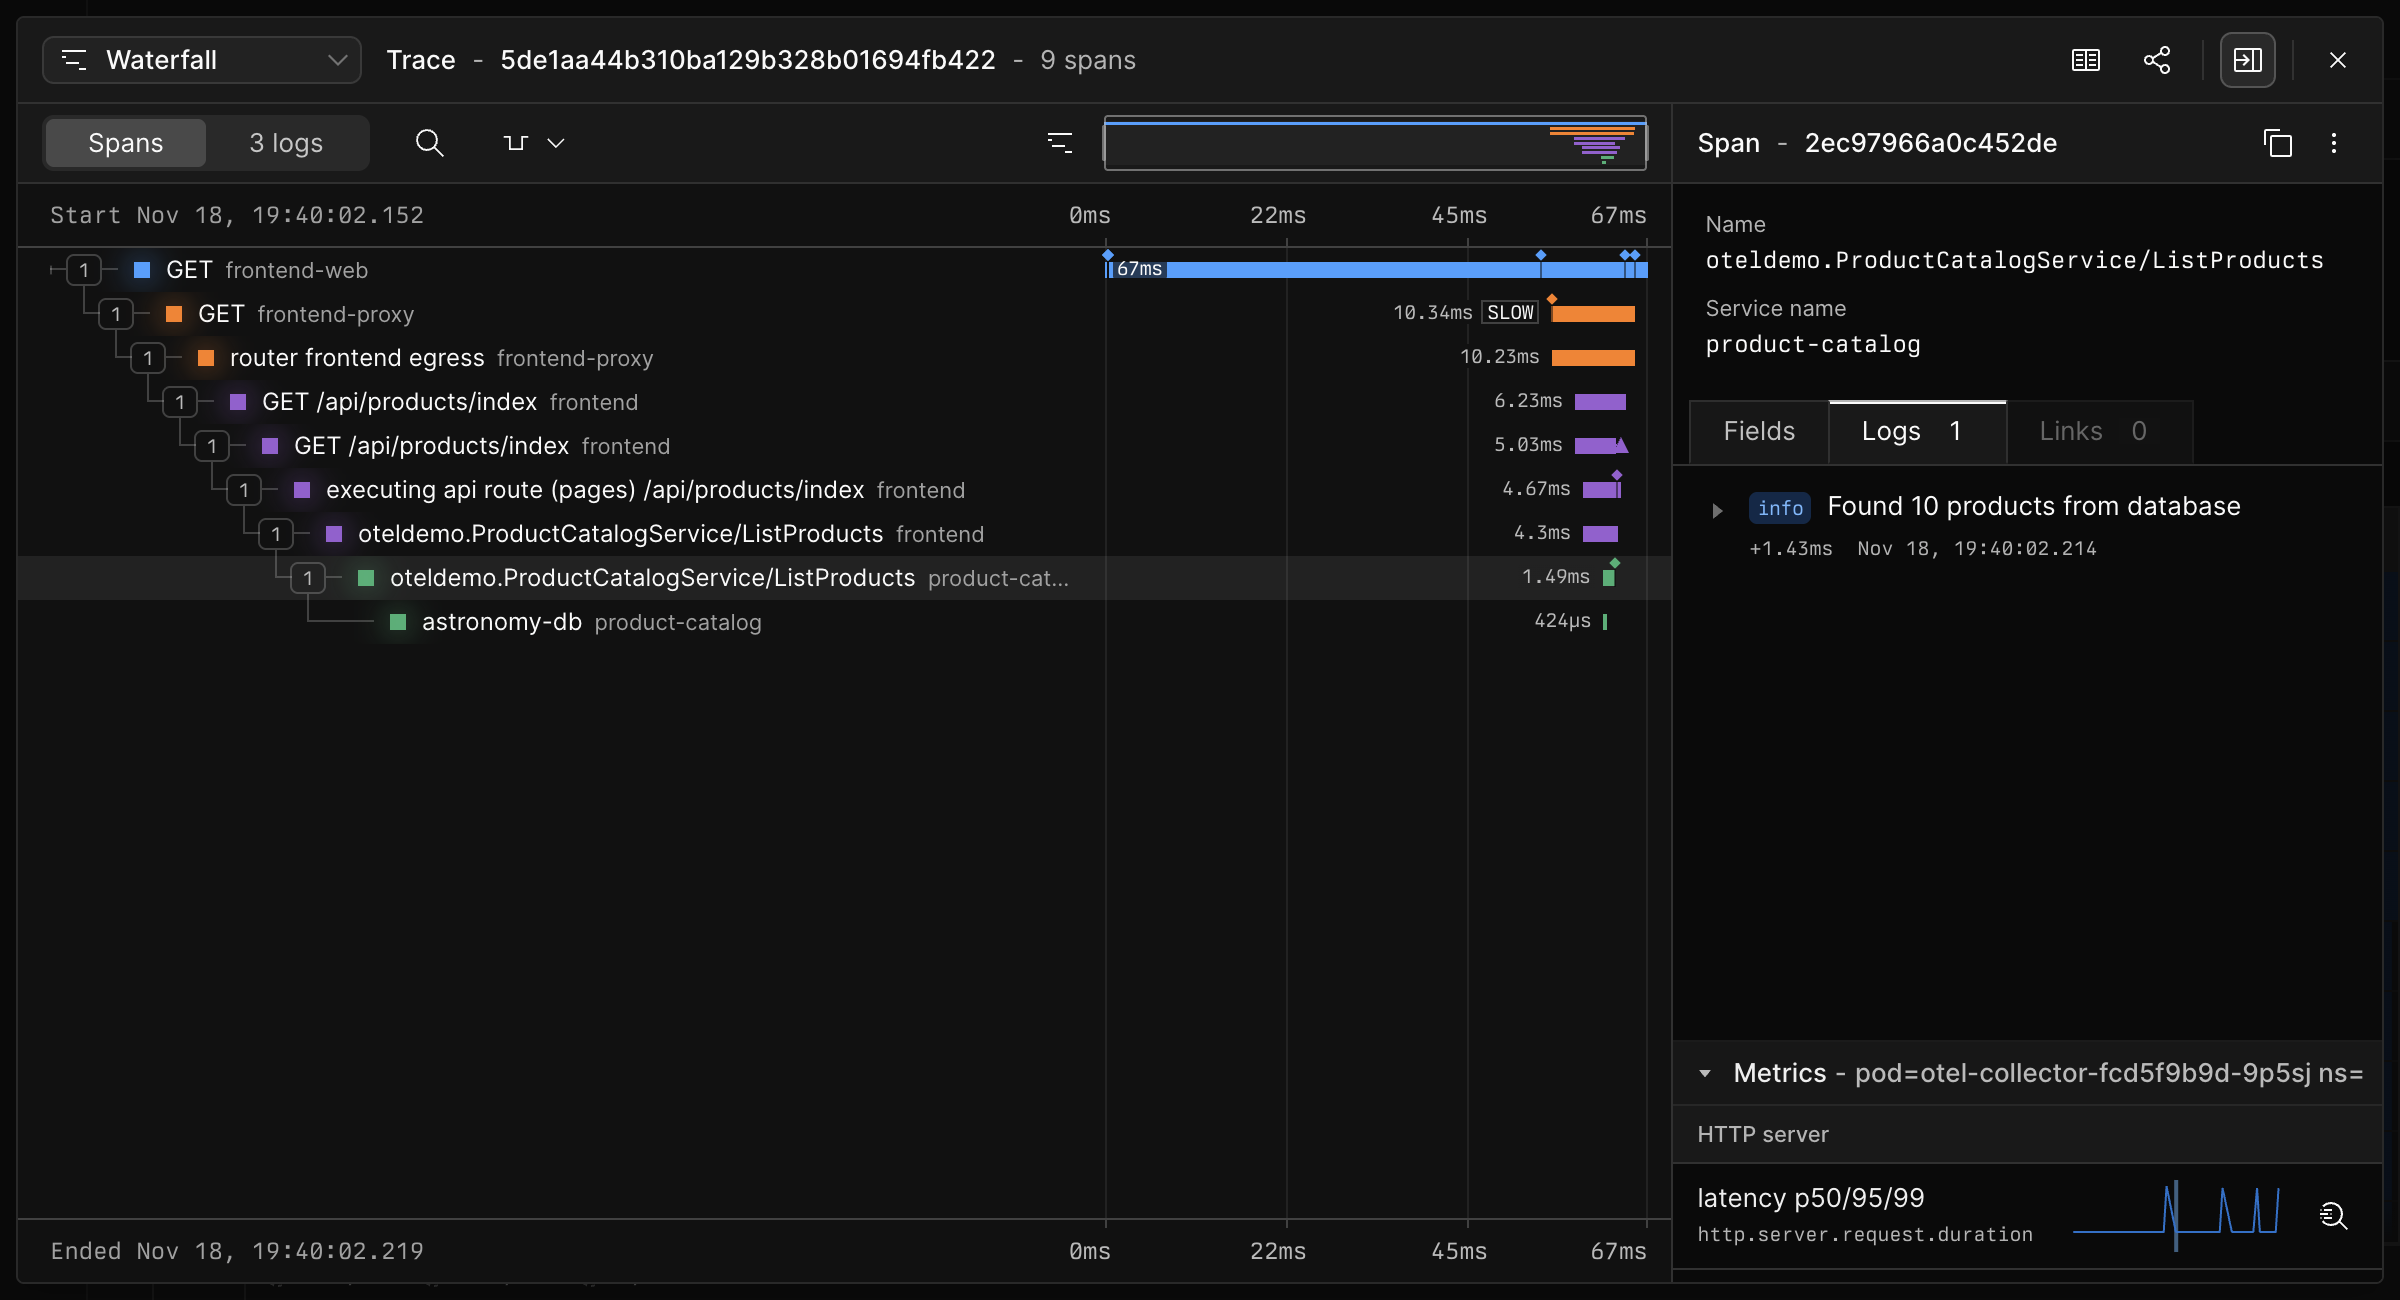 Waterfall Trace - 5de1aa44b310ba129b328b01694fb422 - 9 spans
Spans 3 logs
Start Nov 18, 19:40:02.152 0ms 22ms 45ms 67ms
1 GET frontend-web 67ms
1 GET frontend-proxy 10.34ms SLOW
1 router frontend egress frontend-proxy 10.23ms
1 GET /api/products/index frontend 6.23ms
1 GET /api/products/index frontend 5.03ms
1 executing api route (pages) /api/products/index frontend 4.67ms
1 oteldemo.ProductCatalogService/ListProducts frontend 4.3ms
1 oteldemo.ProductCatalogService/ListProducts product-cat... 1.49ms
astronomy-db product-catalog 424µs
Ended Nov 18, 19:40:02.219 0ms 22ms 45ms 67ms
Span - 2ec97966a0c452de
Name
oteldemo.ProductCatalogService/ListProducts
Service name
product-catalog
Fields Logs 1 Links 0
info Found 10 products from database
+1.43ms Nov 18, 19:40:02.214
Metrics - pod=otel-collector-fcd5f9b9d-9p5sj ns=
HTTP server
latency p50/95/99
http.server.request.duration